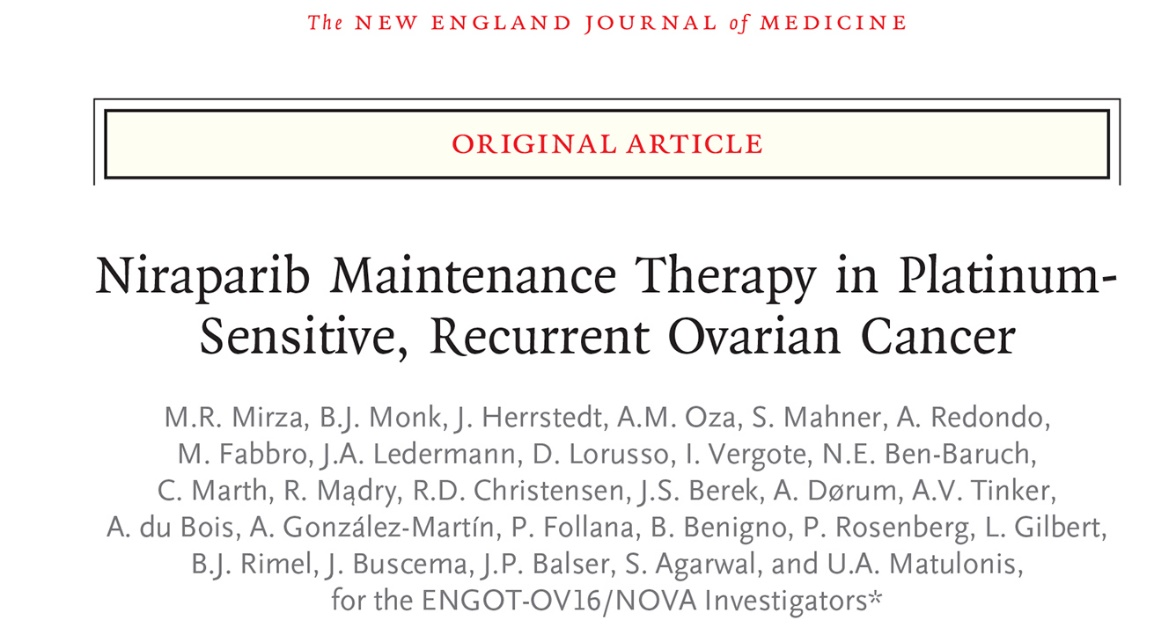 The NEW ENGLAND JOURNAL of MEDICINE
ORIGINAL ARTICLE
Niraparib Maintenance Therapy in Platinum-
Sensitive, Recurrent Ovarian Cancer
M.R. Mirza, B.J. Monk, J. Herrstedt, A.M. Oza, S. Mahner, A. Redondo,
M. Fabbro, J.A. Ledermann, D. Lorusso, I. Vergote, N.E. Ben-Baruch,
C. Marth, R. Mądry, R.D. Christensen, J.S. Berek, A. Dørum, A.V. Tinker,
A. du Bois, A. González-Martín, P. Follana, B. Benigno, P. Rosenberg, L. Gilbert,
B.J. Rimel, J. Buscema, J.P. Balser, S. Agarwal, and U.A. Matulonis,
for the ENGOT-OV16/NOVA Investigators*